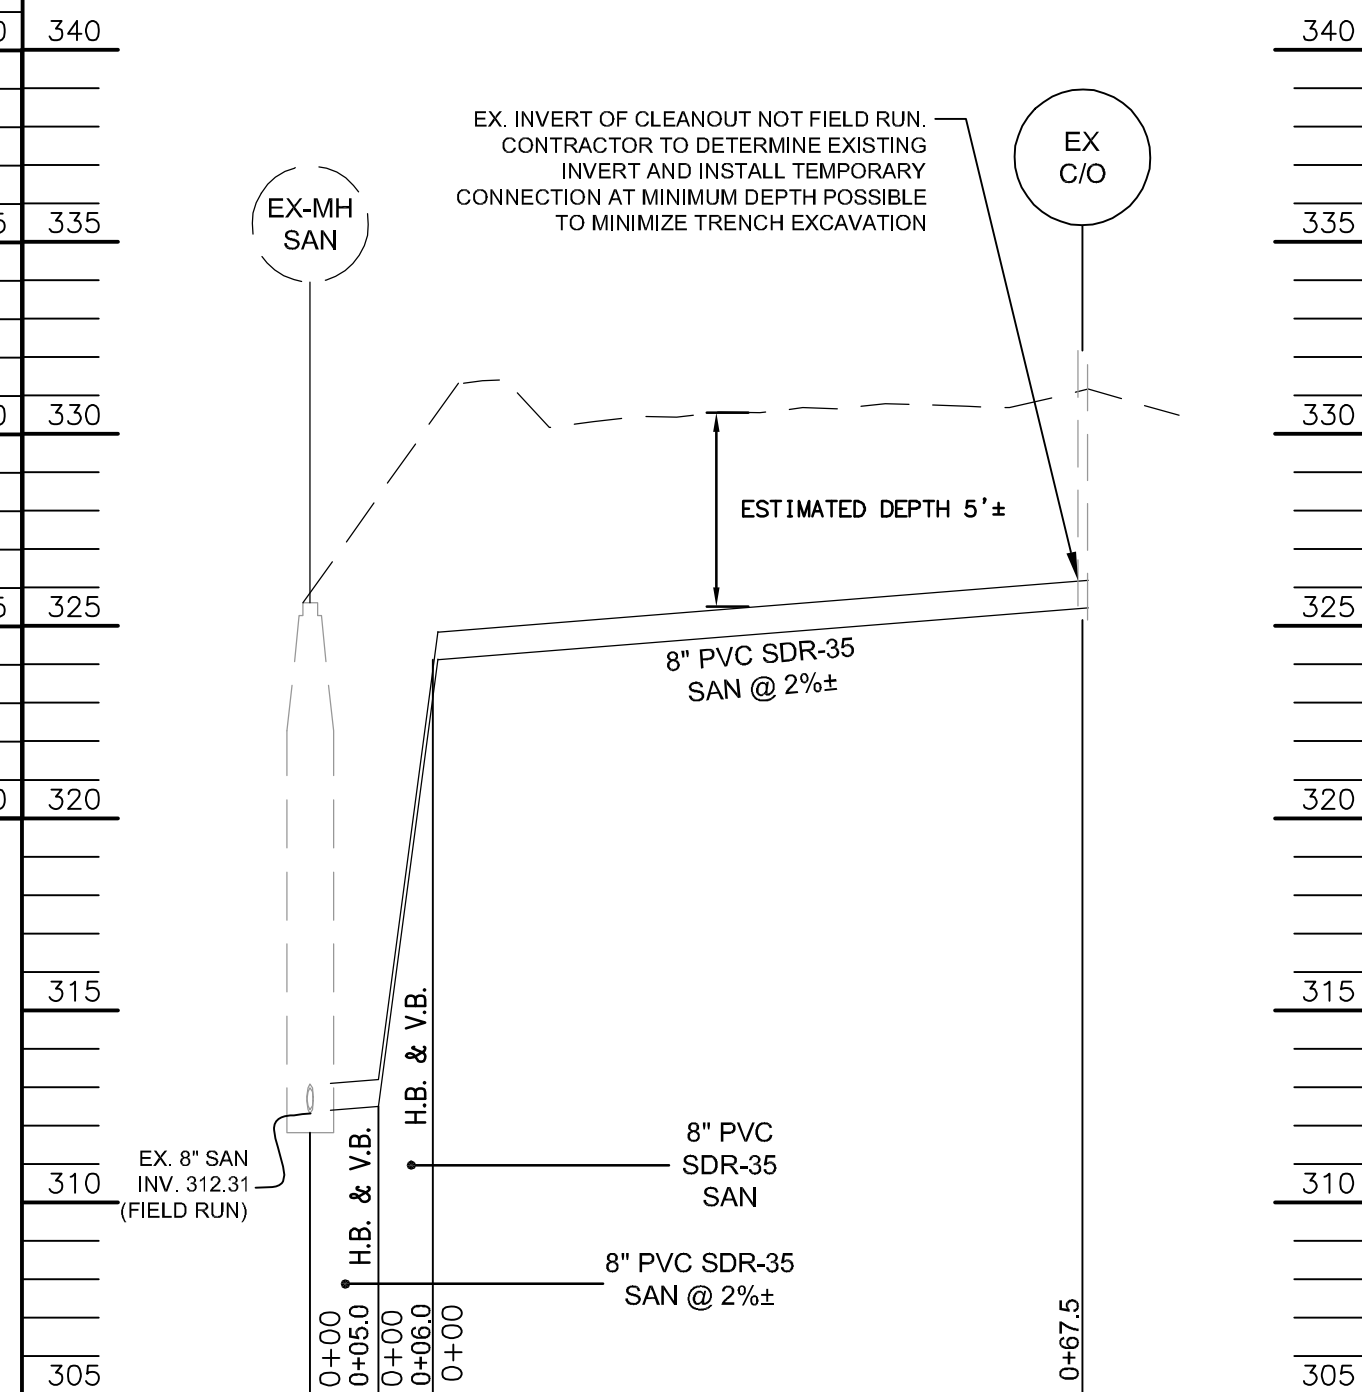 340
340
EX. INVERT OF CLEANOUT NOT FIELD RUN.
CONTRACTOR TO DETERMINE EXISTING
INVERT AND INSTALL TEMPORARY
CONNECTION AT MINIMUM DEPTH POSSIBLE
TO MINIMIZE TRENCH EXCAVATION
EX
C/O
EX-MH
SAN
335
335
330
330
ESTIMATED DEPTH 5'±
325
325
8" PVC SDR-35
SAN @ 2%±
320
320
315
315
H.B. & V.B.
H.B. & V.B.
8" PVC
SDR-35
SAN
EX. 8" SAN
INV. 312.31
(FIELD RUN)
310
310
8" PVC SDR-35
SAN @ 2%±
0+00
0+05.0
0+00
0+06.0
0+00
0+67.5
305
305